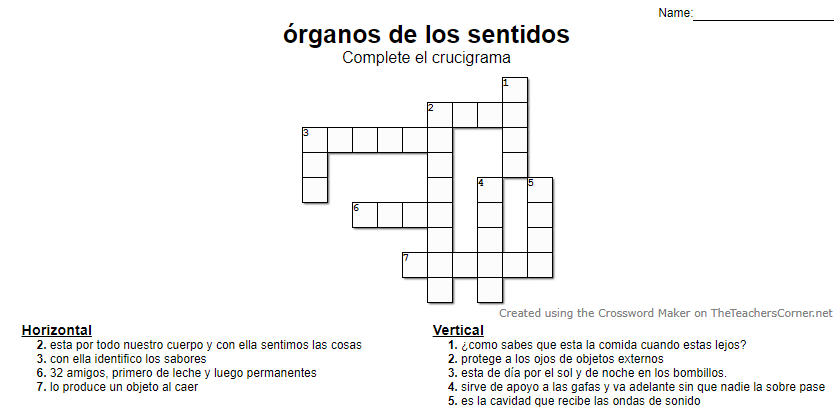 Name:
órganos de los sentidos
Complete el crucigrama
1
2
3
4 5
6
7
Created using the Crossword Maker on TheTeachersCorner.net
Horizontal
2. esta por todo nuestro cuerpo y con ella sentimos las cosas
3. con ella identifico los sabores
6. 32 amigos, primero de leche y luego permanentes
7. lo produce un objeto al caer
Vertical
1. ¿como sabes que esta la comida cuando estas lejos?
2. protege a los ojos de objetos externos
3. esta de día por el sol y de noche en los bombillos.
4. sirve de apoyo a las gafas y va adelante sin que nadie la sobre pase
5. es la cavidad que recibe las ondas de sonido